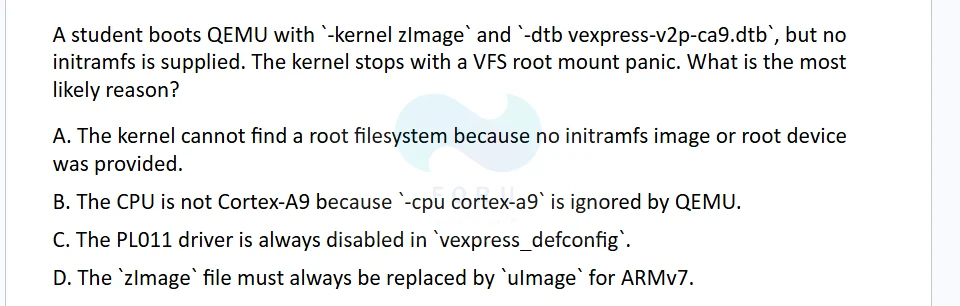 A student boots QEMU with `-kernel zImage` and `-dtb vexpress-v2p-ca9.dtb`, but no
initramfs is supplied. The kernel stops with a VFS root mount panic. What is the most
likely reason?
A. The kernel cannot find a root filesystem because no initramfs image or root device
was provided.
B. The CPU is not Cortex-A9 because `-cpu cortex-a9` is ignored by QEMU.
C. The PL011 driver is always disabled in `vexpress_defconfig`.
D. The `zImage` file must always be replaced by `uImage` for ARMv7.